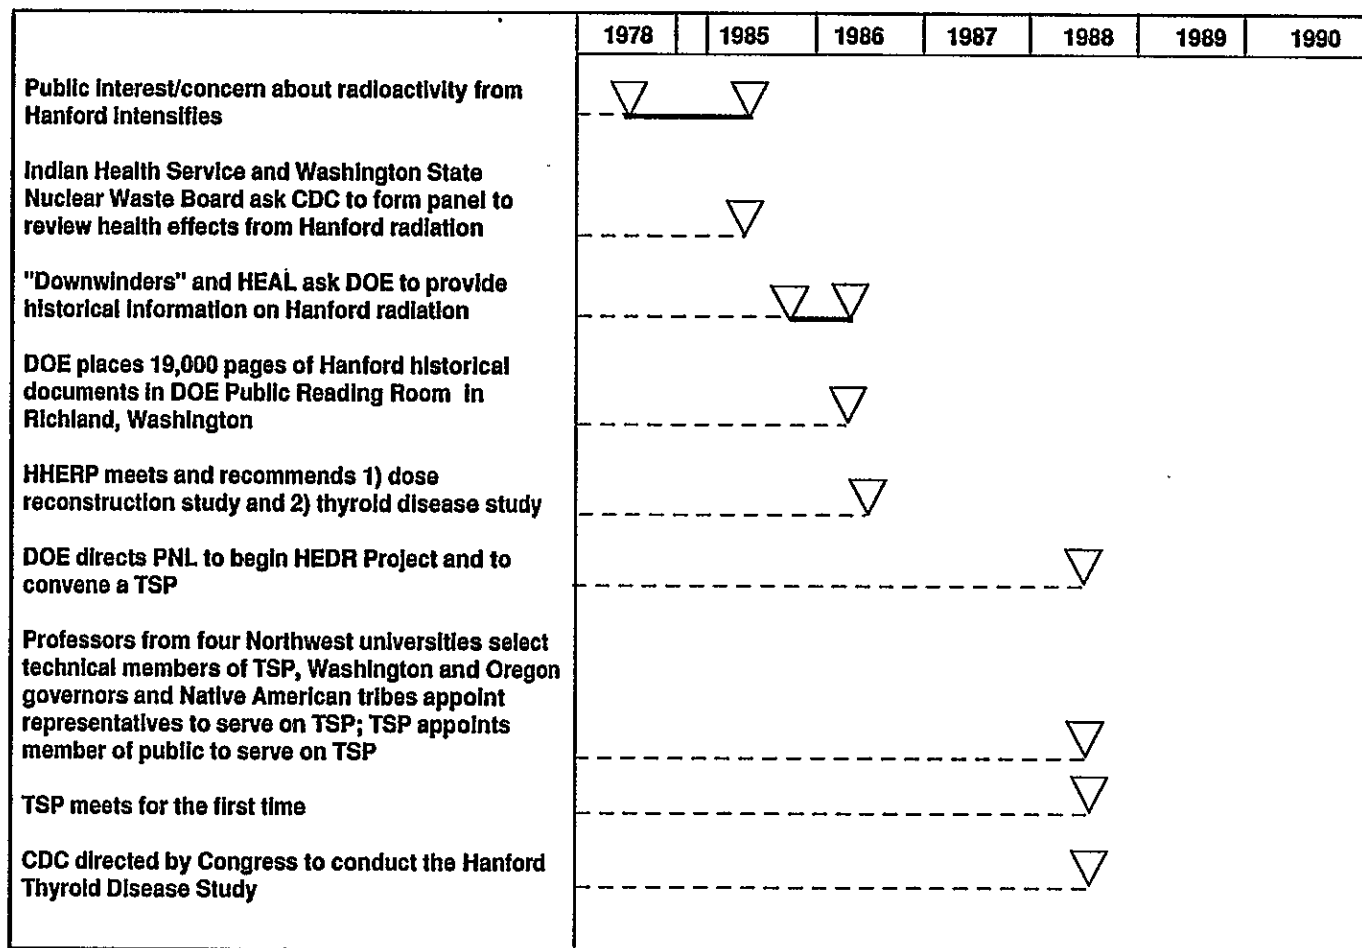 1978 1985 1986 1987 1988 1989 1990
Public interest/concern about radioactivity from
Hanford intensifies
Indian Health Service and Washington State
Nuclear Waste Board ask CDC to form panel to
review health effects from Hanford radiation
"Downwinders" and HEAL ask DOE to provide
historical information on Hanford radiation
DOE places 19,000 pages of Hanford historical
documents in DOE Public Reading Room in
Richland, Washington
HHERP meets and recommends 1) dose
reconstruction study and 2) thyroid disease study
DOE directs PNL to begin HEDR Project and to
convene a TSP
Professors from four Northwest universities select
technical members of TSP, Washington and Oregon
governors and Native American tribes appoint
representatives to serve on TSP; TSP appoints
member of public to serve on TSP
TSP meets for the first time
CDC directed by Congress to conduct the Hanford
Thyroid Disease Study